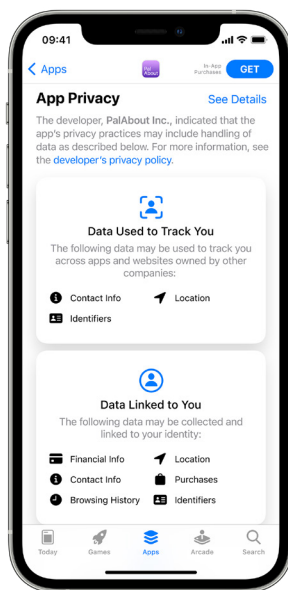 09:41
Apps
Pal About
In-App Purchases
GET
App Privacy
See Details
The developer, PalAbout Inc., indicated that the
app's privacy practices may include handling of
data as described below. For more information, see
the developer's privacy policy.
Data Used to Track You
The following data may be used to track you
across apps and websites owned by other
companies:
Contact Info
Location
Identifiers
Data Linked to You
The following data may be collected and
linked to your identity:
Financial Info
Location
Contact Info
Purchases
Browsing History
Identifiers
Today
Games
Apps
Arcade
Search